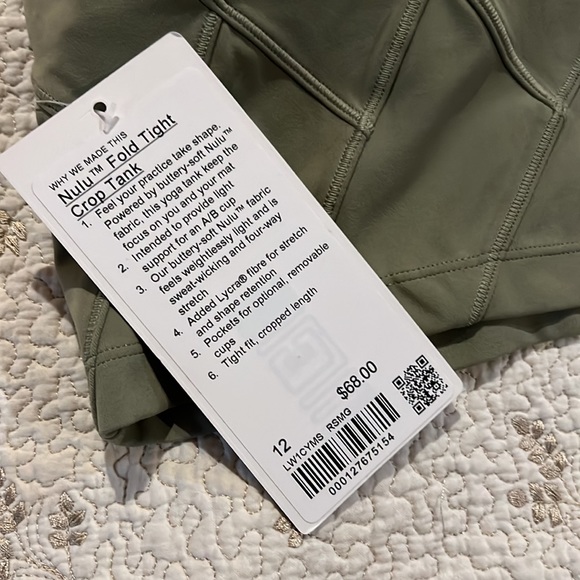 WHY WE MADE THIS
Nulu™ Fold Tight
Crop Tank
1. Feel your practice take shape.
Powered by buttery-soft Nulu™
fabric, this yoga tank keep the
focus on you and your mat
2. Intended to provide light
support for an A/B cup
3. Our buttery-soft Nulu™ fabric
feels weightlessly light and is
sweat-wicking and four-way
stretch
4. Added Lycra® fibre for stretch
and shape retention
5. Pockets for optional, removable
cups
6. Tight fit, cropped length
$68.00
12
LW1CYMS RSMG
000127675154